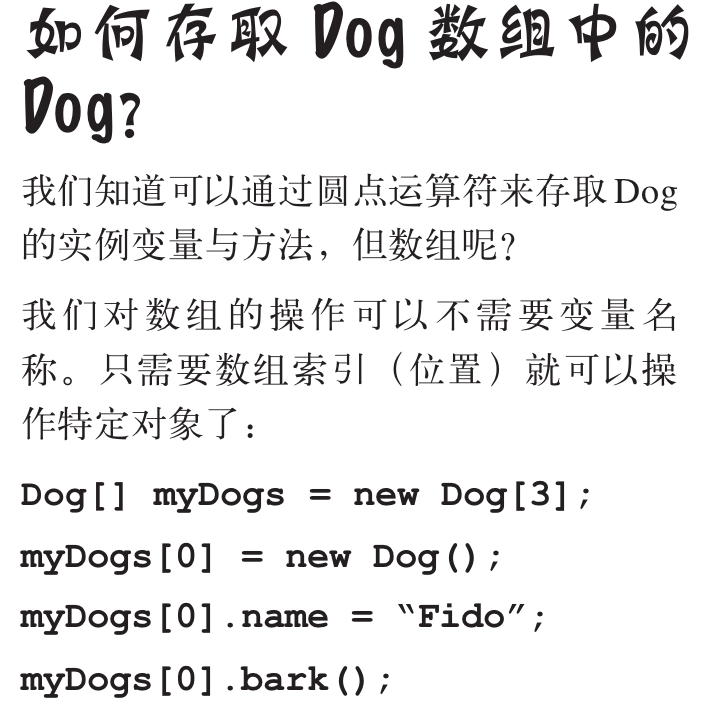 如何存取 Dog 数组中的
Dog?
我们知道可以通过圆点运算符来存取 Dog
的实例变量与方法，但数组呢？
我们对数组的操作可以不需要变量名
称。只需要数组索引（位置）就可以操
作特定对象了：
Dog[] myDogs = new Dog[3];
myDogs[0] = new Dog();
myDogs[0].name = “Fido”;
myDogs[0].bark();